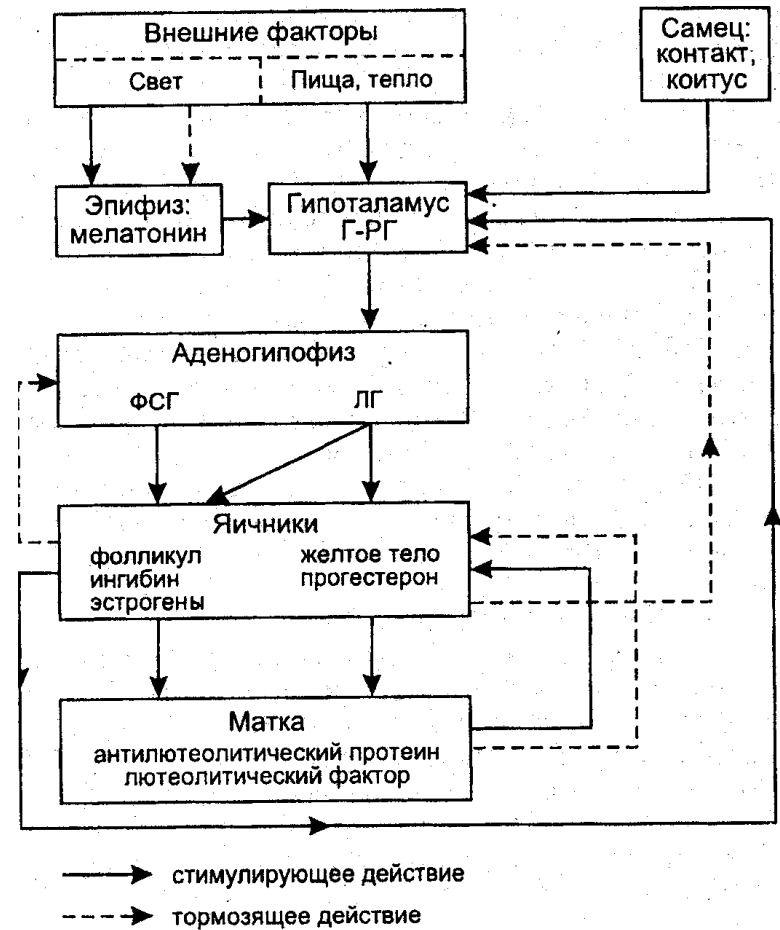 Внешние факторы
Свет
Пища, тепло
Самец:
контакт,
коитус
Эпифиз:
мелатонин
Гипоталамус
Г-РГ
Аденогипофиз
ФСГ
ЛГ
Яичники
фолликул
ингибин
эстрогены
желтое тело
прогестерон
Матка
антилютеолитический протеин
лютеолитический фактор
стимулирующее действие
тормозящее действие